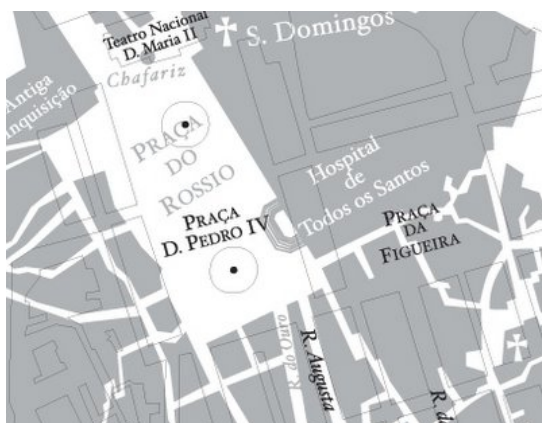 Teatro Nacional
D. Maria II
S. Domingos
Chafariz
Antiga
Inquisição
PRAÇA
DO
ROSSIO
Hospital
de
Todos os Santos
PRAÇA
D. PEDRO IV
PRAÇA
DA
FIGUEIRA
R. do Ouro
R. Augusta
R. da